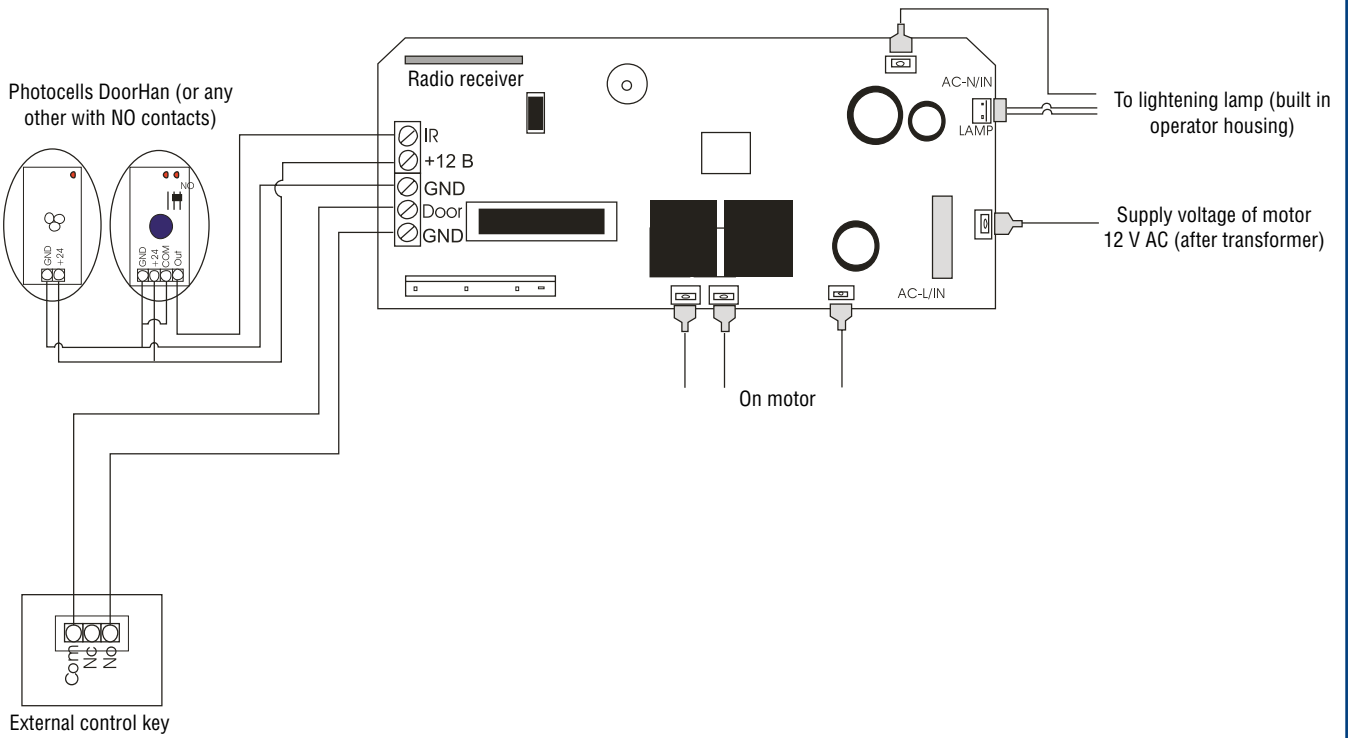 Radio receiver
AC-N/IN
LAMP
To lightening lamp (built in
operator housing)
Photocells DoorHan (or any
other with NO contacts)
IR
+12 B
GND
Door
GND
NO
GND
+24
GND
+24
COM
Out
Supply voltage of motor
12 V AC (after transformer)
AC-L/IN
On motor
Com
Nc
No
External control key